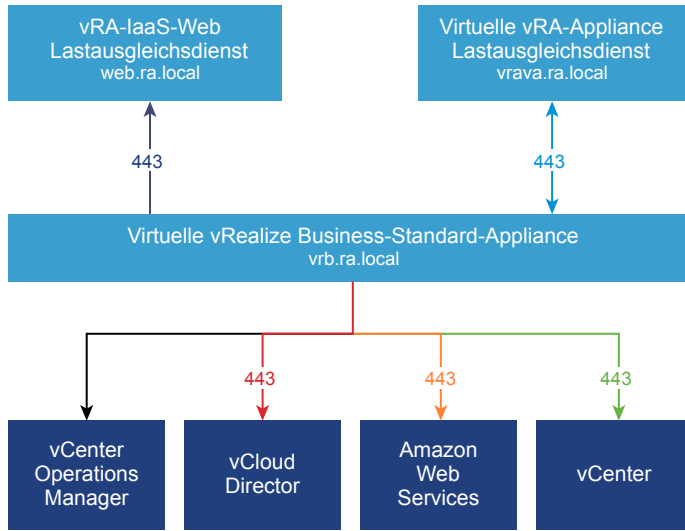 vRA-IaaS-Web
Lastausgleichsdienst
web.ra.local
Virtuelle vRA-Appliance
Lastausgleichsdienst
vrava.ra.local
443
443
Virtuelle vRealize Business-Standard-Appliance
vrb.ra.local
443
443
443
vCenter
Operations
Manager
vCloud
Director
Amazon
Web
Services
vCenter